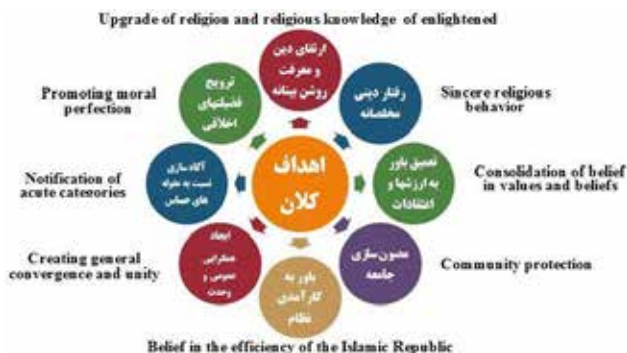 Upgrade of religion and religious knowledge of enlightened
ارتقای دین
و معرفت
روشن بینانه
Sincere religious
behavior
رفتار دینی
مخلصانه
Consolidation of belief
in values and beliefs
تعمیق باور
به ارزشها و
اعتقادات
Community protection
مصون‌سازی
جامعه
باور به
کارآمدی
نظام
Belief in the efficiency of the Islamic Republic
Creating general
convergence and unity
ایجاد
همگرایی
عمومی و
وحدت
Notification of
acute categories
آگاه‌سازی
نسبت به مقوله
های حساس
Promoting moral
perfection
ترویج
فضیلتهای
اخلاقی
اهداف
کلان